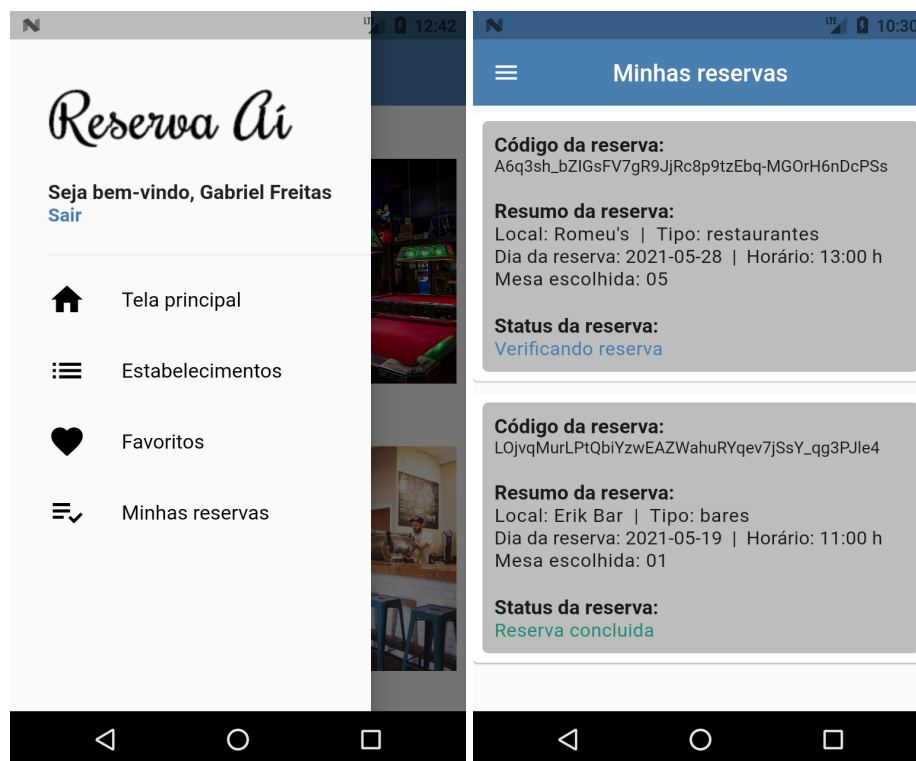 LTE 12:42
Reserva Aí
Seja bem-vindo, Gabriel Freitas
Sair
Tela principal
Estabelecimentos
Favoritos
Minhas reservas
LTE 10:30
Minhas reservas
Código da reserva:
A6q3sh_bZIGsFV7gR9JjRc8p9tzEbq-MGOrH6nDcPSs
Resumo da reserva:
Local: Romeu's | Tipo: restaurantes
Dia da reserva: 2021-05-28 | Horário: 13:00 h
Mesa escolhida: 05
Status da reserva:
Verificando reserva
Código da reserva:
LOjvqMurLPtQbiYzwEAZWahuRYqev7jSsY_qg3PJle4
Resumo da reserva:
Local: Erik Bar | Tipo: bares
Dia da reserva: 2021-05-19 | Horário: 11:00 h
Mesa escolhida: 01
Status da reserva:
Reserva concluida